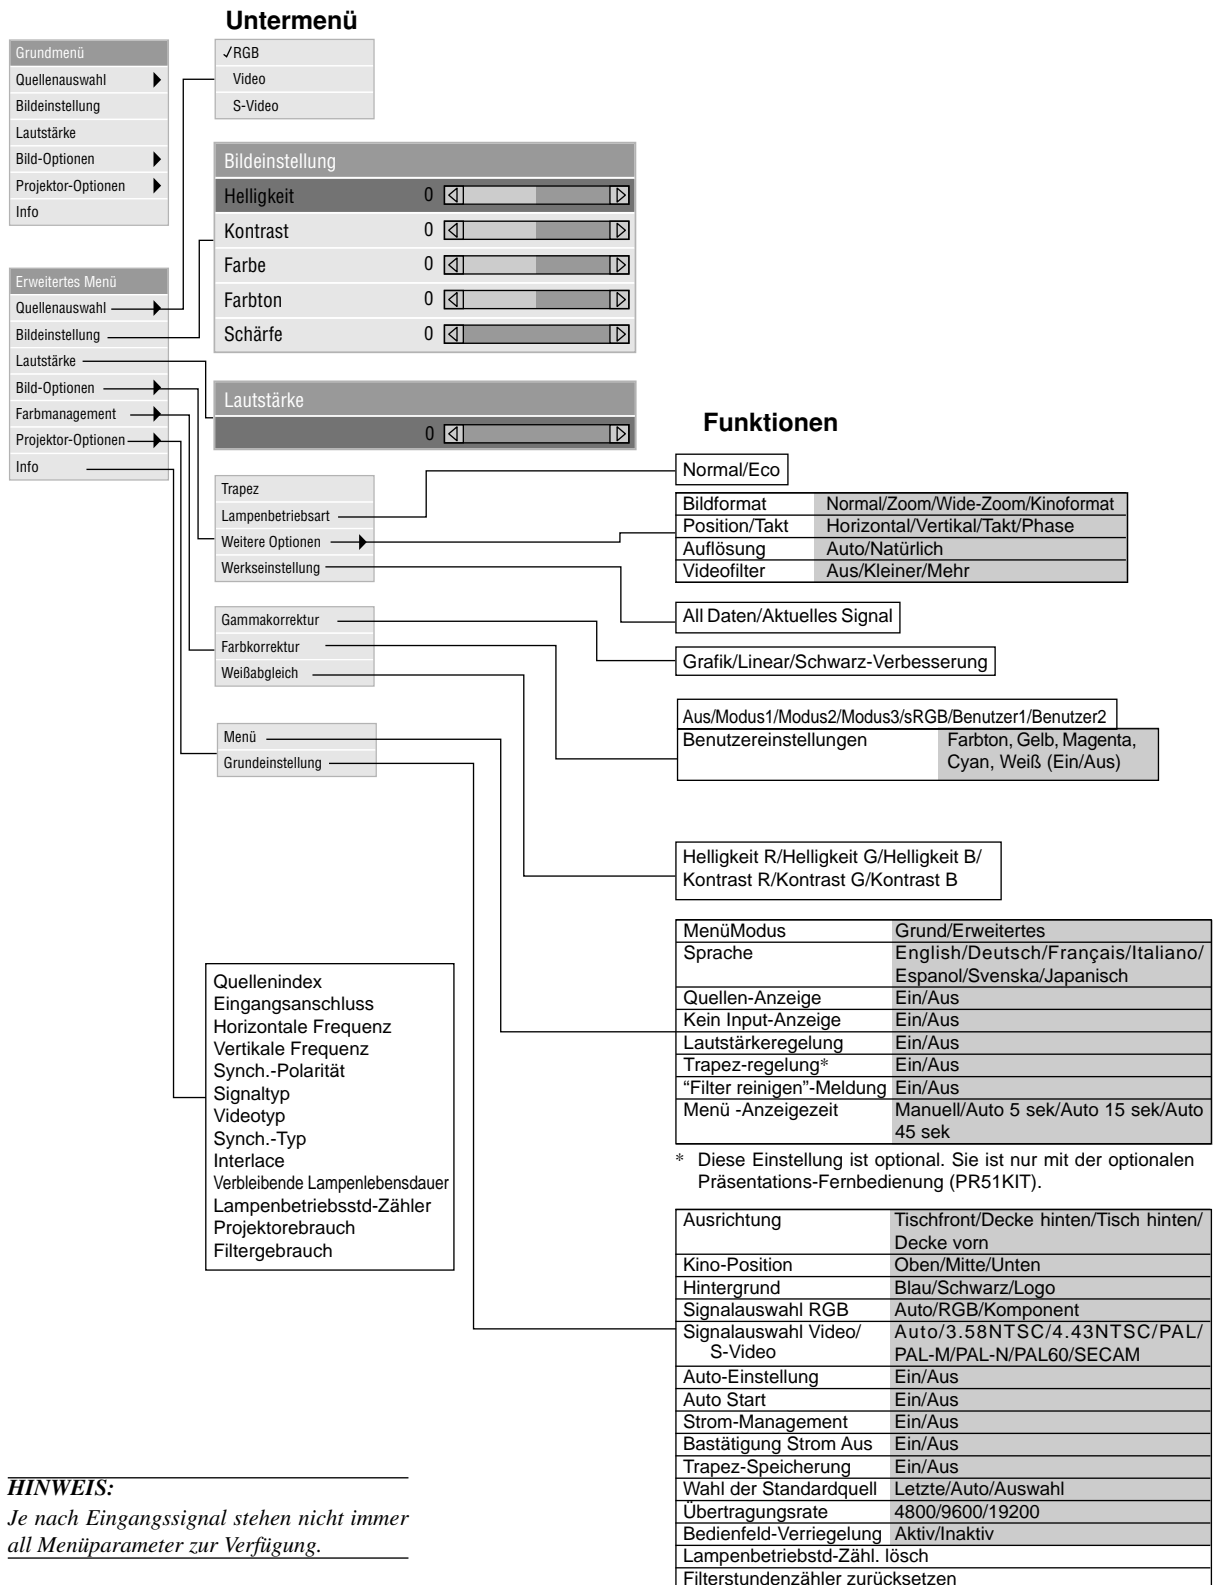 Untermenü
Grundmenü
Quellenauswahl
Bildeinstellung
Lautstärke
Bild-Optionen
Projektor-Optionen
Info
✓RGB
Video
S-Video
Bildeinstellung
Helligkeit 0
Kontrast 0
Farbe 0
Farbton 0
Schärfe 0
Erweitertes Menü
Quellenauswahl
Bildeinstellung
Lautstärke
Bild-Optionen
Farbmanagement
Projektor-Optionen
Info
Lautstärke
0
Funktionen
Trapez
Lampenbetriebsart
Weitere Optionen
Werkseinstellung
Normal/Eco
Bildformat Normal/Zoom/Wide-Zoom/Kinoformat
Position/Takt Horizontal/Vertikal/Takt/Phase
Auflösung Auto/Natürlich
Videofilter Aus/Kleiner/Mehr
All Daten/Aktuelles Signal
Gammakorrektur
Farbkorrektur
Weißabgleich
Grafik/Linear/Schwarz-Verbesserung
Aus/Modus1/Modus2/Modus3/sRGB/Benutzer1/Benutzer2
Benutzereinstellungen Farbton, Gelb, Magenta,
Cyan, Weiß (Ein/Aus)
Menü
Grundeinstellung
Helligkeit R/Helligkeit G/Helligkeit B/
Kontrast R/Kontrast G/Kontrast B
MenüModus Grund/Erweitertes
Sprache English/Deutsch/Français/Italiano/
Espanol/Svenska/Japanisch
Quellen-Anzeige Ein/Aus
Kein Input-Anzeige Ein/Aus
Lautstärkeregelung Ein/Aus
Trapez-regelung* Ein/Aus
“Filter reinigen”-Meldung Ein/Aus
Menü -Anzeigezeit Manuell/Auto 5 sek/Auto 15 sek/Auto
45 sek
* Diese Einstellung ist optional. Sie ist nur mit der optionalen
Präsentations-Fernbedienung (PR51KIT).
Quellenindex
Eingangsanschluss
Horizontale Frequenz
Vertikale Frequenz
Synch.-Polarität
Signaltyp
Videotyp
Synch.-Typ
Interlace
Verbleibende Lampenlebensdauer
Lampenbetriebsstd-Zähler
Projektorebrauch
Filtergebrauch
Ausrichtung Tischfront/Decke hinten/Tisch hinten/
Decke vorn
Kino-Position Oben/Mitte/Unten
Hintergrund Blau/Schwarz/Logo
Signalauswahl RGB Auto/RGB/Komponent
Signalauswahl Video/ Auto/3.58NTSC/4.43NTSC/PAL/
S-Video PAL-M/PAL-N/PAL60/SECAM
Auto-Einstellung Ein/Aus
Auto Start Ein/Aus
Strom-Management Ein/Aus
Bastätigung Strom Aus Ein/Aus
Trapez-Speicherung Ein/Aus
Wahl der Standardquell Letzte/Auto/Auswahl
Übertragungsrate 4800/9600/19200
Bedienfeld-Verriegelung Aktiv/Inaktiv
Lampenbetriebstd-Zähl. lösch
Filterstundenzähler zurücksetzen
HINWEIS:
Je nach Eingangssignal stehen nicht immer
all Menüparameter zur Verfügung.